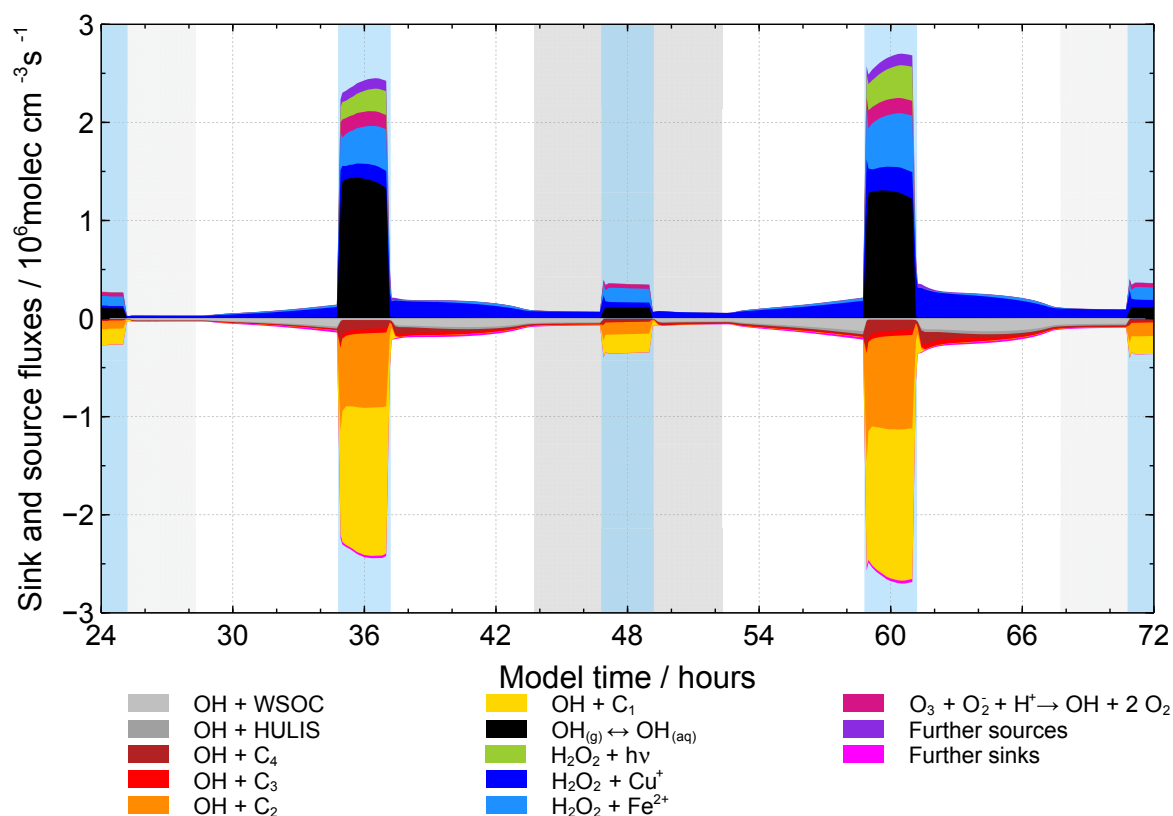 Sink and source fluxes / 10⁶molec cm ⁻³s⁻¹
3
2
1
0
−1
−2
−3
24 30 36 42 48 54 60 66 72
Model time / hours
OH + WSOC
OH + HULIS
OH + C₄
OH + C₃
OH + C₂
OH + C₁
OH₍g₎ ↔ OH₍aq₎
H₂O₂ + hν
H₂O₂ + Cu⁺
H₂O₂ + Fe²⁺
O₃ + O₂⁻ + H⁺→ OH + 2 O₂
Further sources
Further sinks